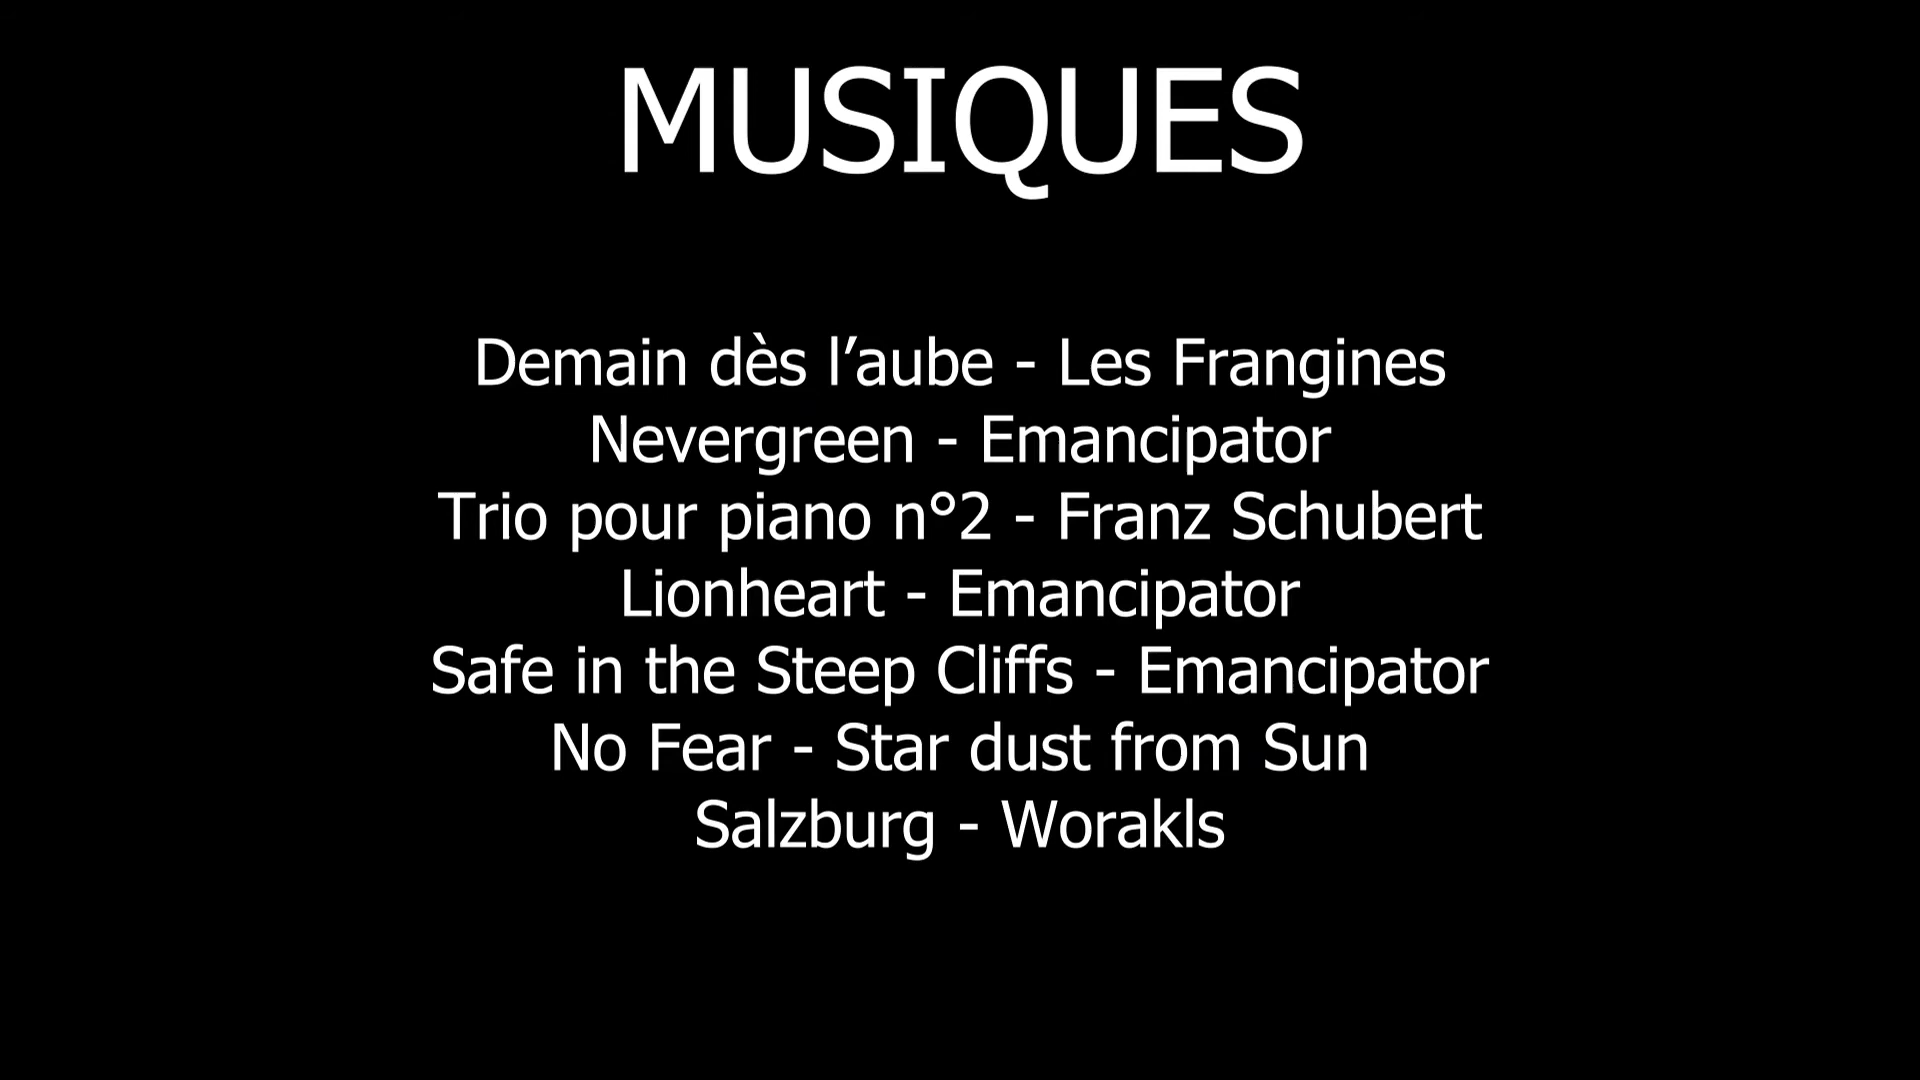 MUSIQUES
Demain dès l’aube - Les Frangines
Nevergreen - Emancipator
Trio pour piano n°2 - Franz Schubert
Lionheart - Emancipator
Safe in the Steep Cliffs - Emancipator
No Fear - Star dust from Sun
Salzburg - Worakls